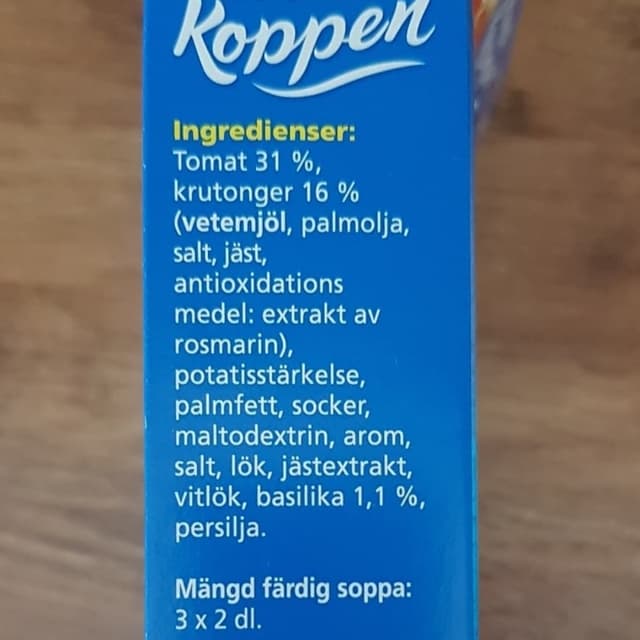 Koppen
Ingredienser:
Tomat 31 %,
krutonger 16 %
(vetemjöl, palmolja,
salt, jäst,
antioxidations
medel: extrakt av
rosmarin),
potatisstärkelse,
palmfett, socker,
maltodextrin, arom,
salt, lök, jästextrakt,
vitlök, basilika 1,1 %,
persilja.
Mängd färdig soppa:
3 x 2 dl.